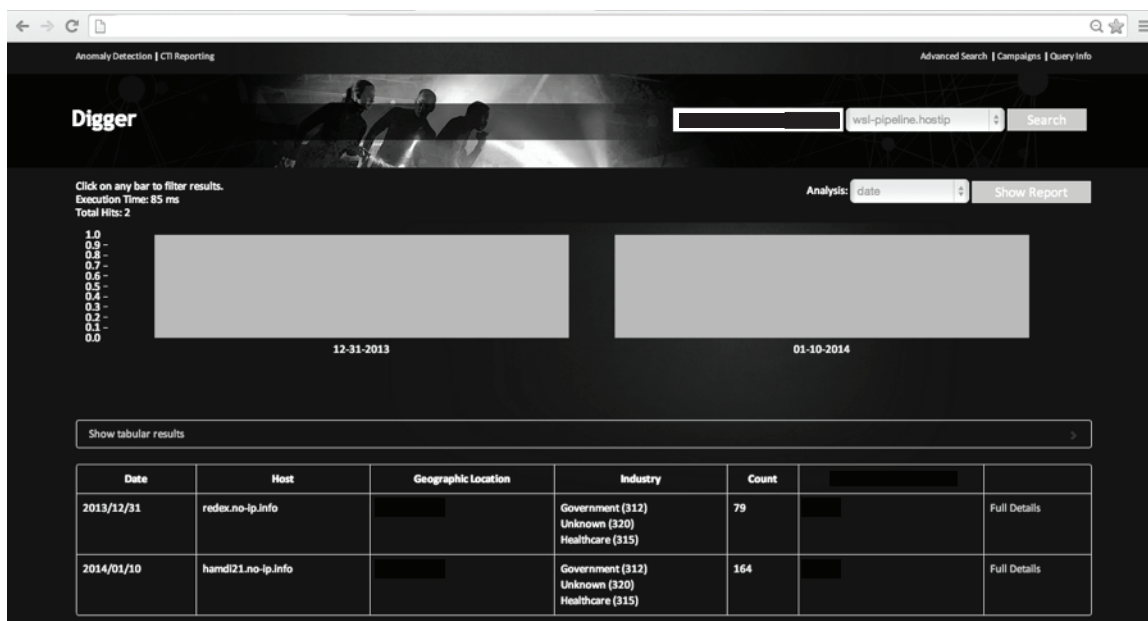 Anomaly Detection | CTI Reporting
Advanced Search | Campaigns | Query Info
Digger
wsl-pipeline.hostip
Search
Click on any bar to filter results.
Execution Time: 85 ms
Total Hits: 2
Analysis: date
Show Report
1.0
0.9
0.8
0.7
0.6
0.5
0.4
0.3
0.2
0.1
0.0
12-31-2013
01-10-2014
Show tabular results
Date Host Geographic Location Industry Count
2013/12/31 redex.no-ip.info Government (312) 79 Full Details
Unknown (320)
Healthcare (315)
2014/01/10 hamdi21.no-ip.info Government (312) 164 Full Details
Unknown (320)
Healthcare (315)